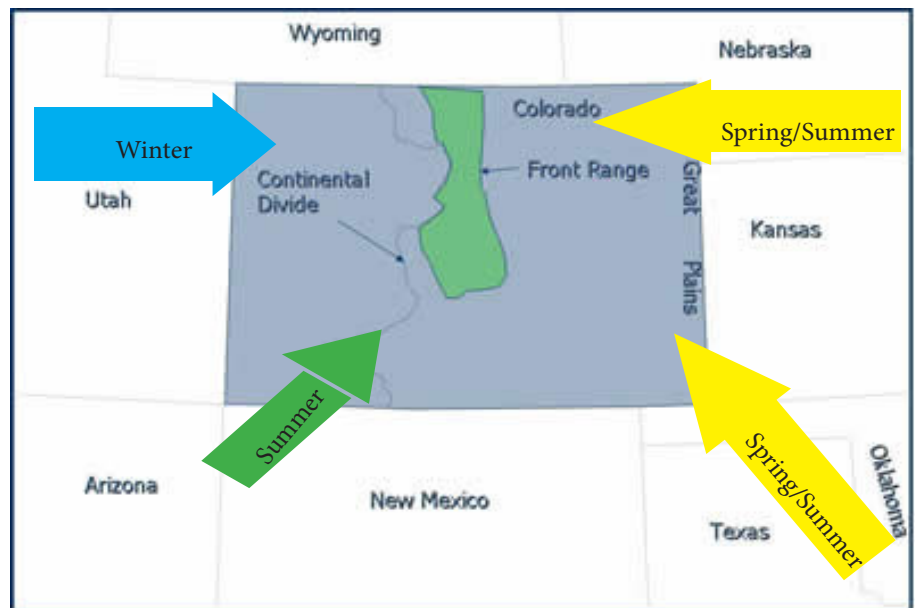 Wyoming
Nebraska
Colorado
Spring/Summer
Winter
Front Range
Continental
Divide
Great
Plains
Utah
Kansas
Summer
Spring/Summer
Arizona
New Mexico
Texas
Oklahoma